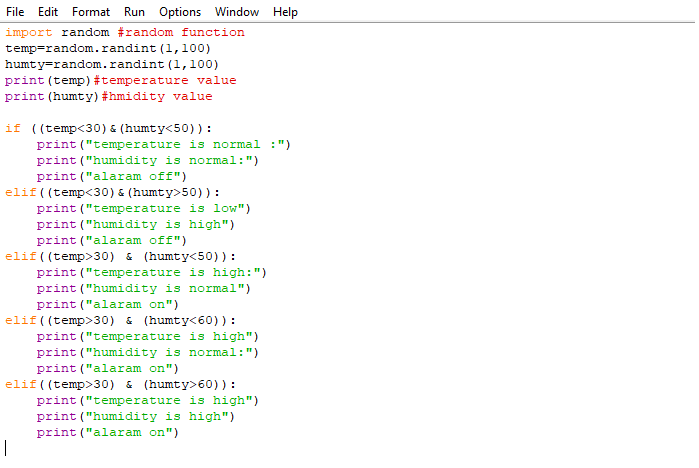 File Edit Format Run Options Window Help
import random #random function
temp=random.randint(1,100)
humty=random.randint(1,100)
print(temp)#temperature value
print(humty)#hmidity value

if ((temp<30)&(humty<50)):
    print("temperature is normal :")
    print("humidity is normal:")
    print("alaram off")
elif((temp<30)&(humty>50)):
    print("temperature is low")
    print("humidity is high")
    print("alaram off")
elif((temp>30) & (humty<50)):
    print("temperature is high:")
    print("humidity is normal")
    print("alaram on")
elif((temp>30) & (humty<60)):
    print("temperature is high")
    print("humidity is normal:")
    print("alaram on")
elif((temp>30) & (humty>60)):
    print("temperature is high")
    print("humidity is high")
    print("alaram on")